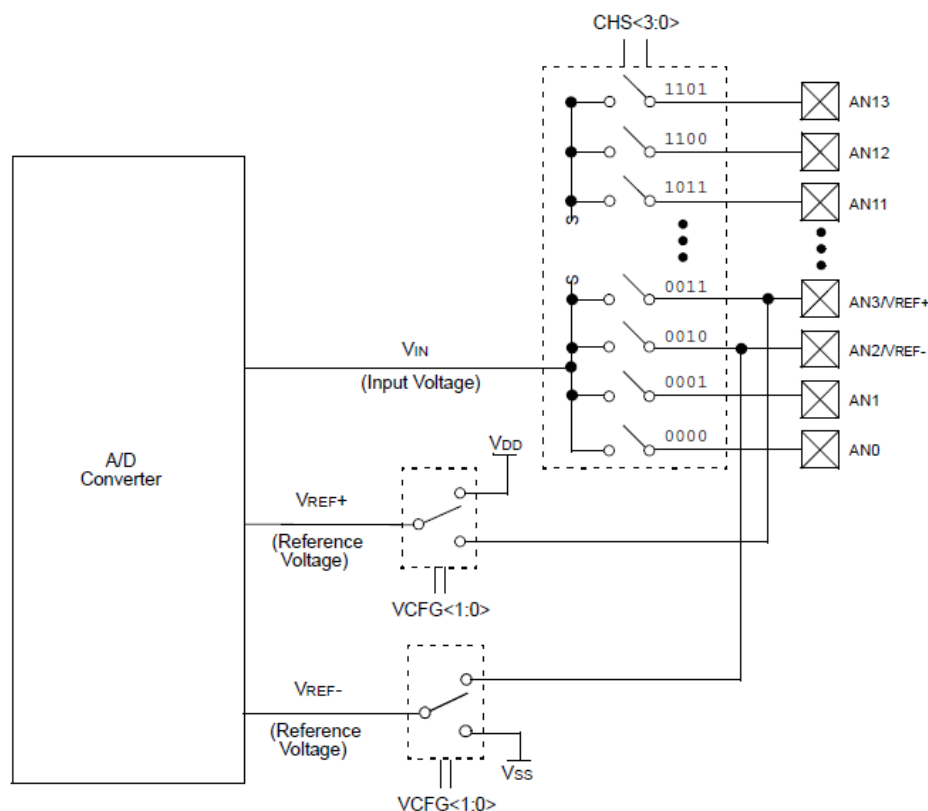 CHS<3:0>
1101
AN13
1100
AN12
1011
AN11
0011
AN3/VREF+
0010
AN2/VREF-
VIN
(Input Voltage)
0001
AN1
0000
AN0
A/D
Converter
VDD
VREF+
(Reference
Voltage)
VCFG<1:0>
VREF-
(Reference
Voltage)
VSS
VCFG<1:0>